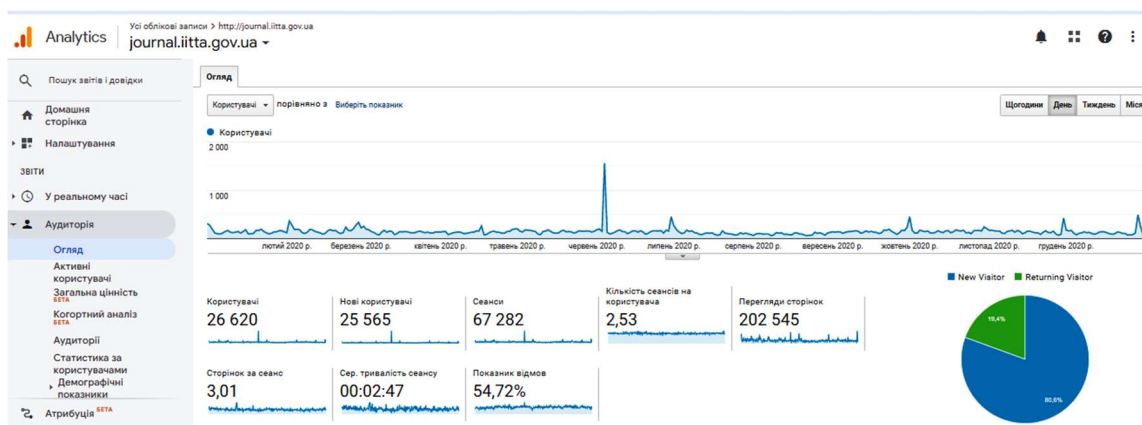 Analytics
Усі облікові записи > http://journal.iitta.gov.ua
journal.iitta.gov.ua
Пошук звітів і довідки
Домашня
сторінка
Налаштування
ЗВІТИ
У реальному часі
Аудиторія
Огляд
Активні
користувачі
Загальна цінність
БЕТА
Когортний аналіз
БЕТА
Аудиторії
Статистика за
користувачами
Демографічні
показники
Атрибуція БЕТА
Огляд
Користувачі порівняно з Виберіть показник
Щогодини День Тиждень Міся
Користувачі
2 000
1 000
лютий 2020 р. березень 2020 р. квітень 2020 р. травень 2020 р. червень 2020 р. липень 2020 р. серпень 2020 р. вересень 2020 р. жовтень 2020 р. листопад 2020 р. грудень 2020 р.
New Visitor Returning Visitor
Користувачі
26 620
Нові користувачі
25 565
Сеанси
67 282
Кількість сеансів на
користувача
2,53
Перегляди сторінок
202 545
Сторінок за сеанс
3,01
Сер. тривалість сеансу
00:02:47
Показник відмов
54,72%
19,4%
80,6%